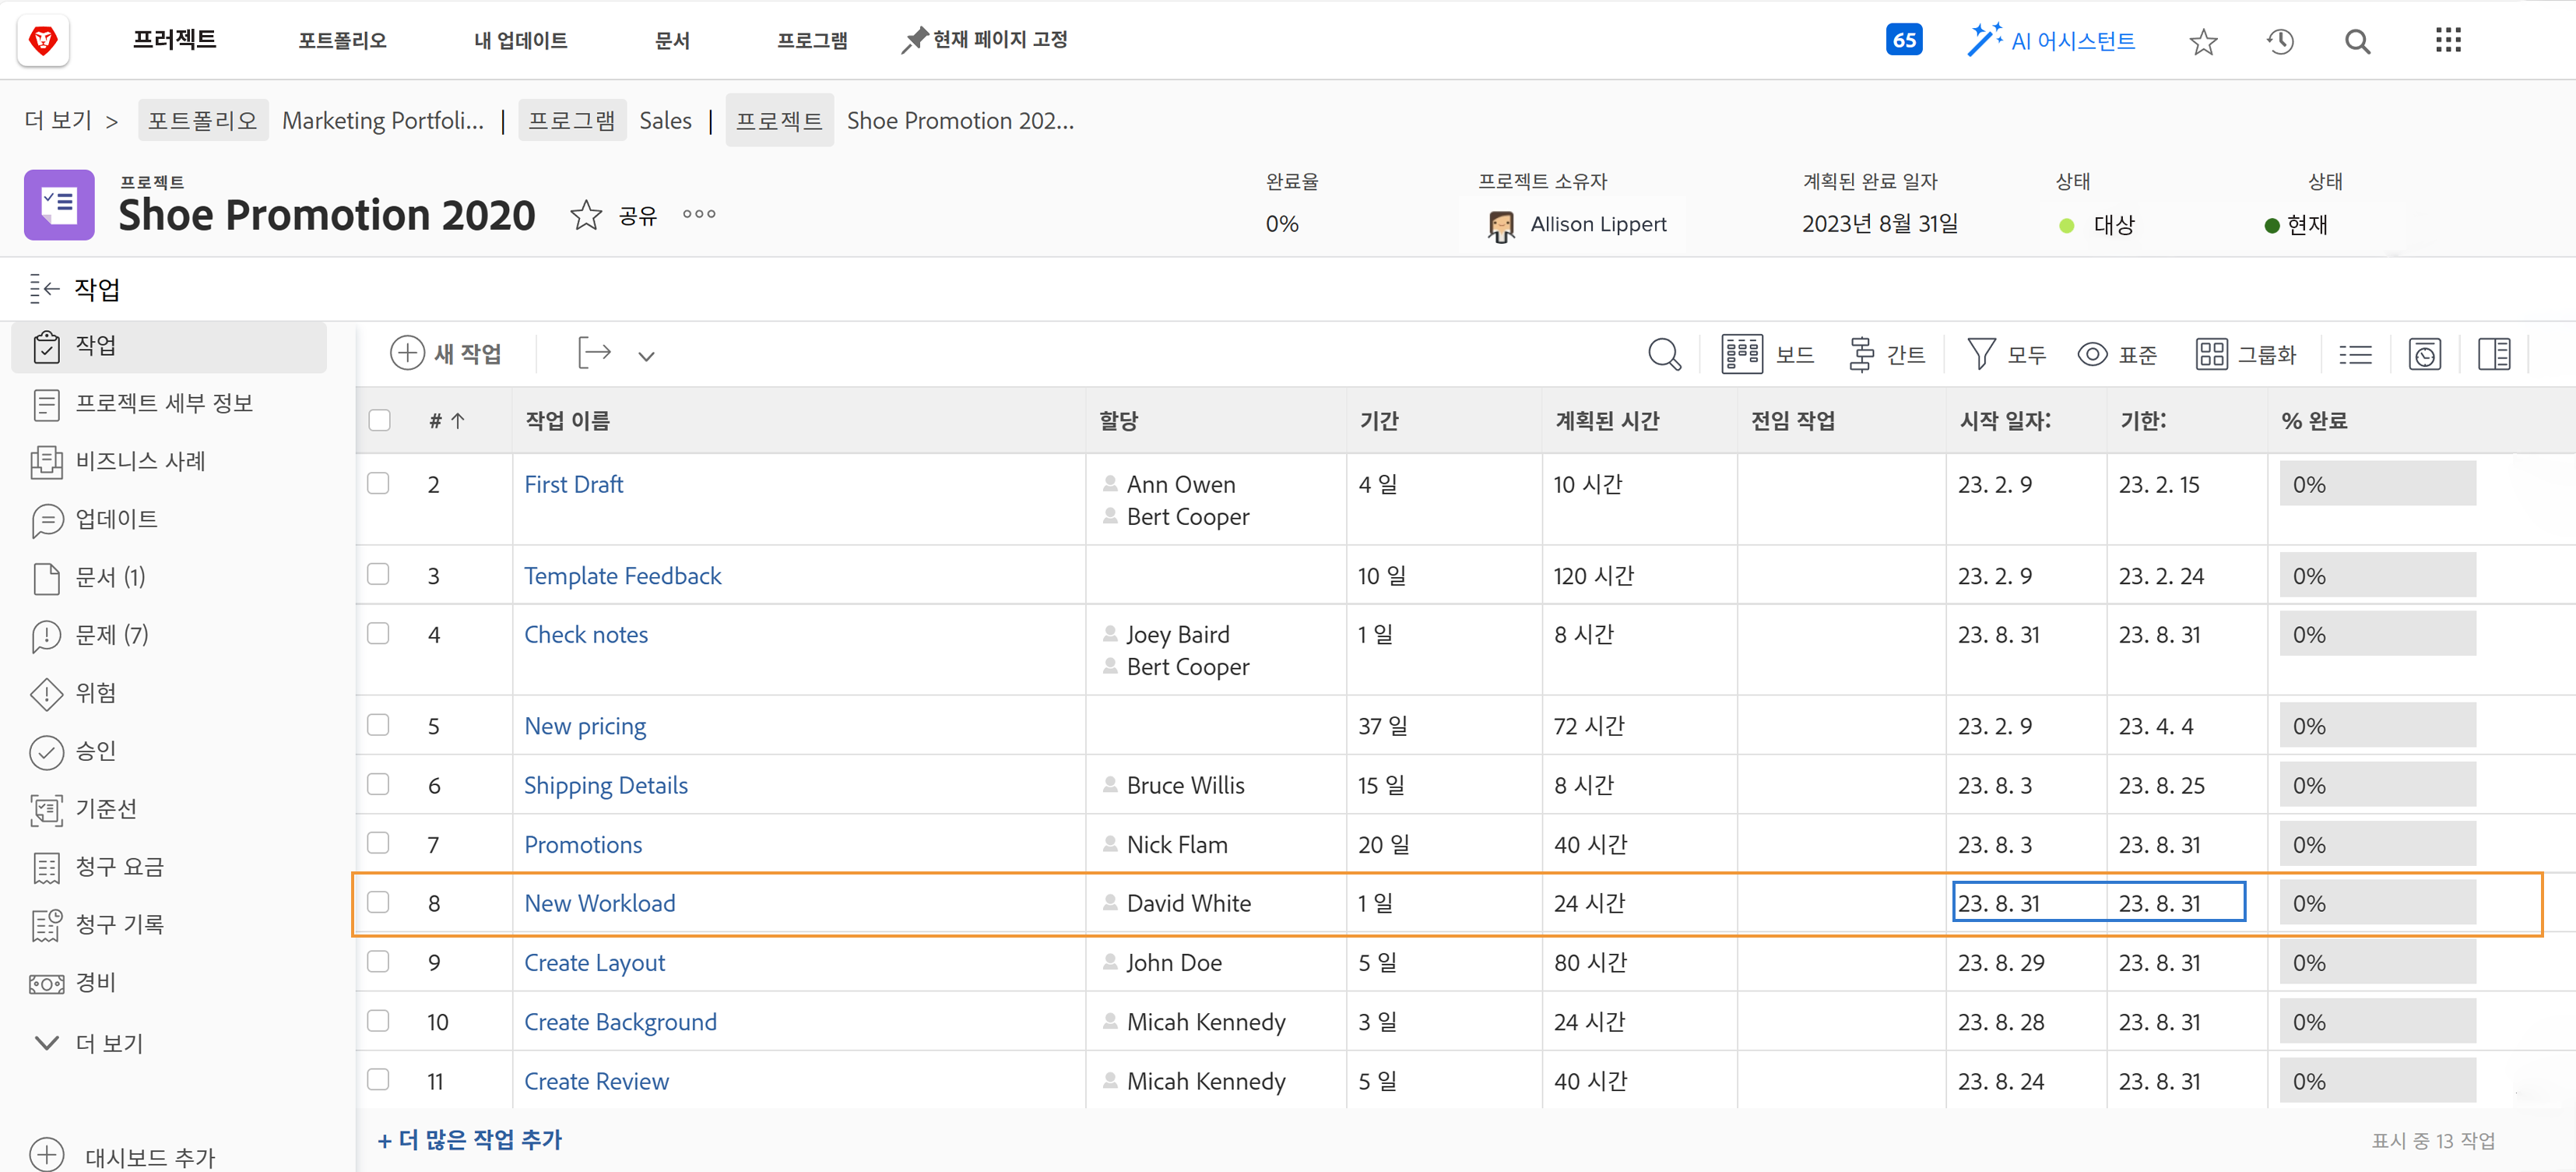 프러젝트 포트폴리오 내 업데이트 문서 프로그램 현재 페이지 고정 65 AI 어시스턴트
더 보기 > 포트폴리오 Marketing Portfoli... | 프로그램 Sales | 프로젝트 Shoe Promotion 202...
프로젝트
Shoe Promotion 2020 공유
완료율 프로젝트 소유자 계획된 완료 일자 상태 상태
0% Allison Lippert 2023년 8월 31일 대상 현재
작업
작업
프로젝트 세부 정보
비즈니스 사례
업데이트
문서 (1)
문제 (7)
위험
승인
기준선
청구 요금
청구 기록
경비
더 보기
대시보드 추가
새 작업 보드 간트 모두 표준 그룹화
# ↑ 작업 이름 할당 기간 계획된 시간 전임 작업 시작 일자: 기한: % 완료
2 First Draft Ann Owen 4 일 10 시간 23. 2. 9 23. 2. 15 0%
Bert Cooper
3 Template Feedback 10 일 120 시간 23. 2. 9 23. 2. 24 0%
4 Check notes Joey Baird 1 일 8 시간 23. 8. 31 23. 8. 31 0%
Bert Cooper
5 New pricing 37 일 72 시간 23. 2. 9 23. 4. 4 0%
6 Shipping Details Bruce Willis 15 일 8 시간 23. 8. 3 23. 8. 25 0%
7 Promotions Nick Flam 20 일 40 시간 23. 8. 3 23. 8. 31 0%
8 New Workload David White 1 일 24 시간 23. 8. 31 23. 8. 31 0%
9 Create Layout John Doe 5 일 80 시간 23. 8. 29 23. 8. 31 0%
10 Create Background Micah Kennedy 3 일 24 시간 23. 8. 28 23. 8. 31 0%
11 Create Review Micah Kennedy 5 일 40 시간 23. 8. 24 23. 8. 31 0%
+ 더 많은 작업 추가
표시 중 13 작업